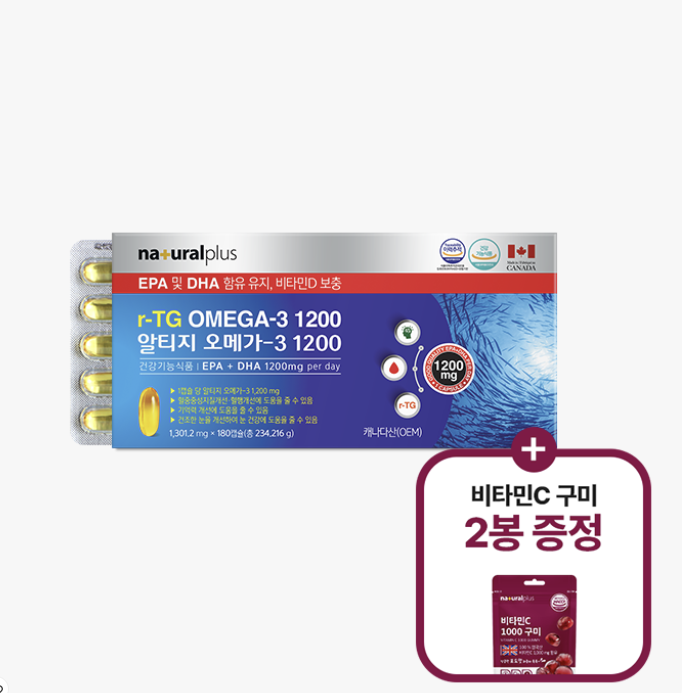 na+uralplus
EPA 및 DHA 함유 유지, 비타민D 보충
CANADA
r-TG OMEGA-3 1200
알티지 오메가-3 1200
건강기능식품 | EPA + DHA 1200mg per day
▶ 1캡슐 당 알티지 오메가-3 1,200 mg
▶ 혈중중성지질개선·혈행개선에 도움을 줄 수 있음
▶ 기억력 개선에 도움을 줄 수 있음
▶ 건조한 눈을 개선하여 눈 건강에 도움을 줄 수 있음
1,301.2 mg × 180캡슐(총 234,216 g)
1200
mg
r-TG
캐나다산(OEM)
+
비타민C 구미
2봉 증정
na+uralplus
비타민C
1000 구미